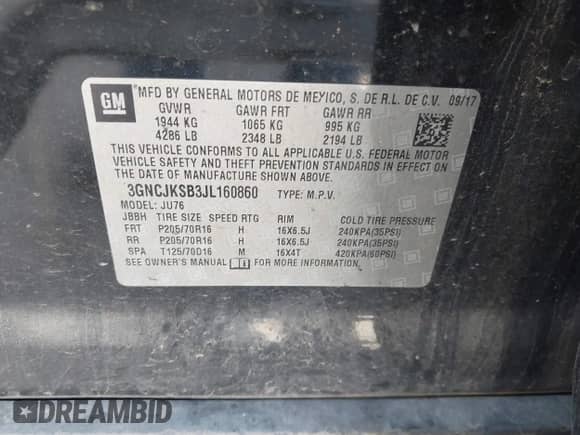 GM
MFD BY GENERAL MOTORS DE MEXICO, S. DE R.L. DE C.V. 09/17
GVWR GAWR FRT GAWR RR
1944 KG 1065 KG 995 KG
4286 LB 2348 LB 2194 LB
THIS VEHICLE CONFORMS TO ALL APPLICABLE U.S. FEDERAL MOTOR
VEHICLE SAFETY AND THEFT PREVENTION STANDARDS IN EFFECT ON THE
DATE OF MANUFACTURE SHOWN ABOVE.
3GNCJKSB3JL160860 TYPE: M.P.V.
MODEL: JU76
JBBH TIRE SIZE SPEED RTG RIM COLD TIRE PRESSURE
FRT P205/70R16 H 16X6.5J 240KPA(35PSI)
RR P205/70R16 H 16X6.5J 240KPA(35PSI)
SPA T125/70D16 M 16X4T 420KPA(60PSI)
SEE OWNER'S MANUAL FOR MORE INFORMATION.
DREAMBID